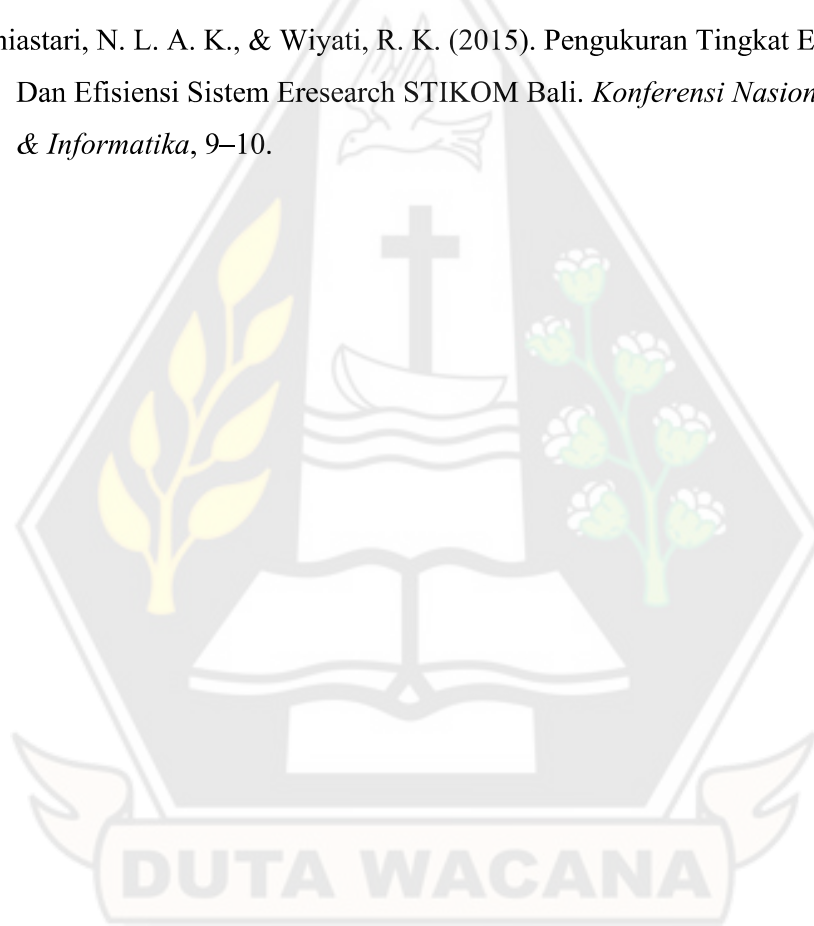 niastari, N. L. A. K., & Wiyati, R. K. (2015). Pengukuran Tingkat E
Dan Efisiensi Sistem Eresearch STIKOM Bali. Konferensi Nasion
& Informatika, 9–10.
DUTA WACANA